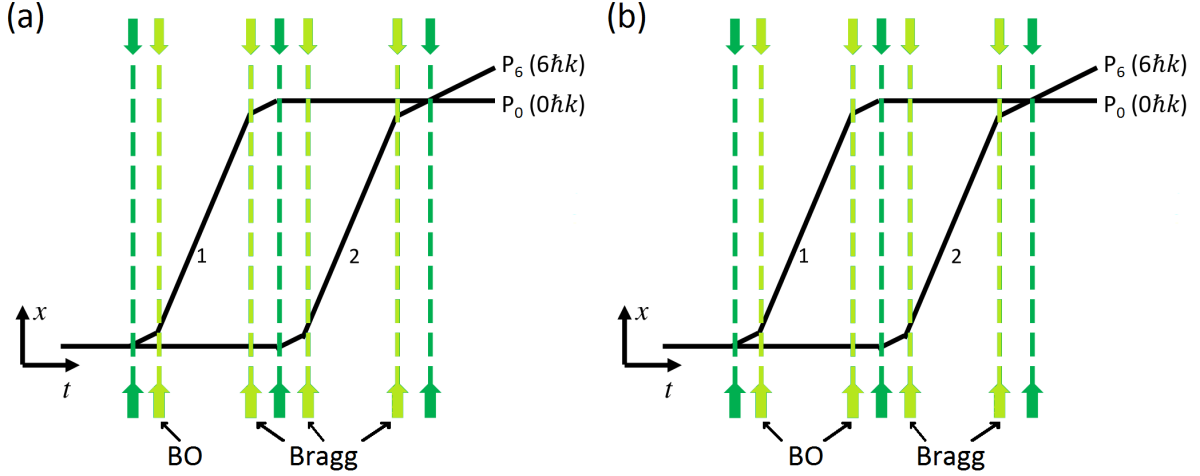 (a)
P₆ (6ħk)
P₀ (0ħk)
1
2
x
t
BO
Bragg
(b)
P₆ (6ħk)
P₀ (0ħk)
1
2
x
t
BO
Bragg